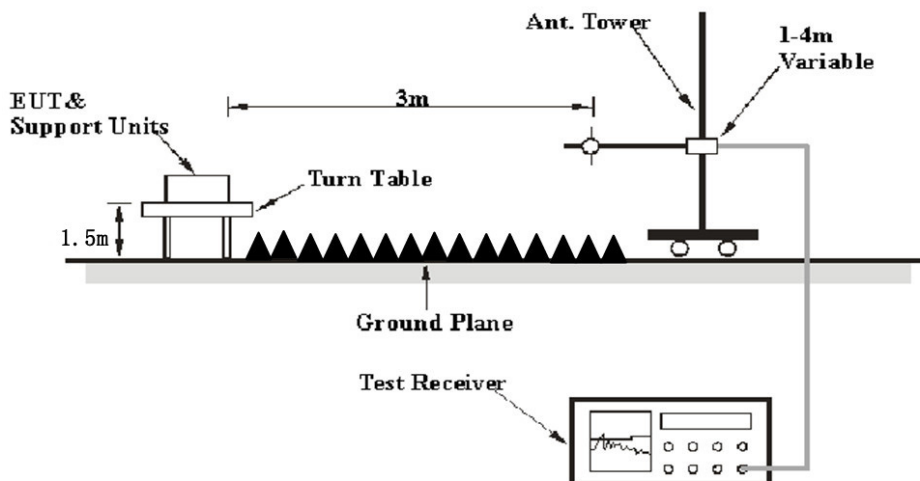 Ant. Tower
1-4m
Variable
EUT&
Support Units
3m
Turn Table
1.5m
Ground Plane
Test Receiver